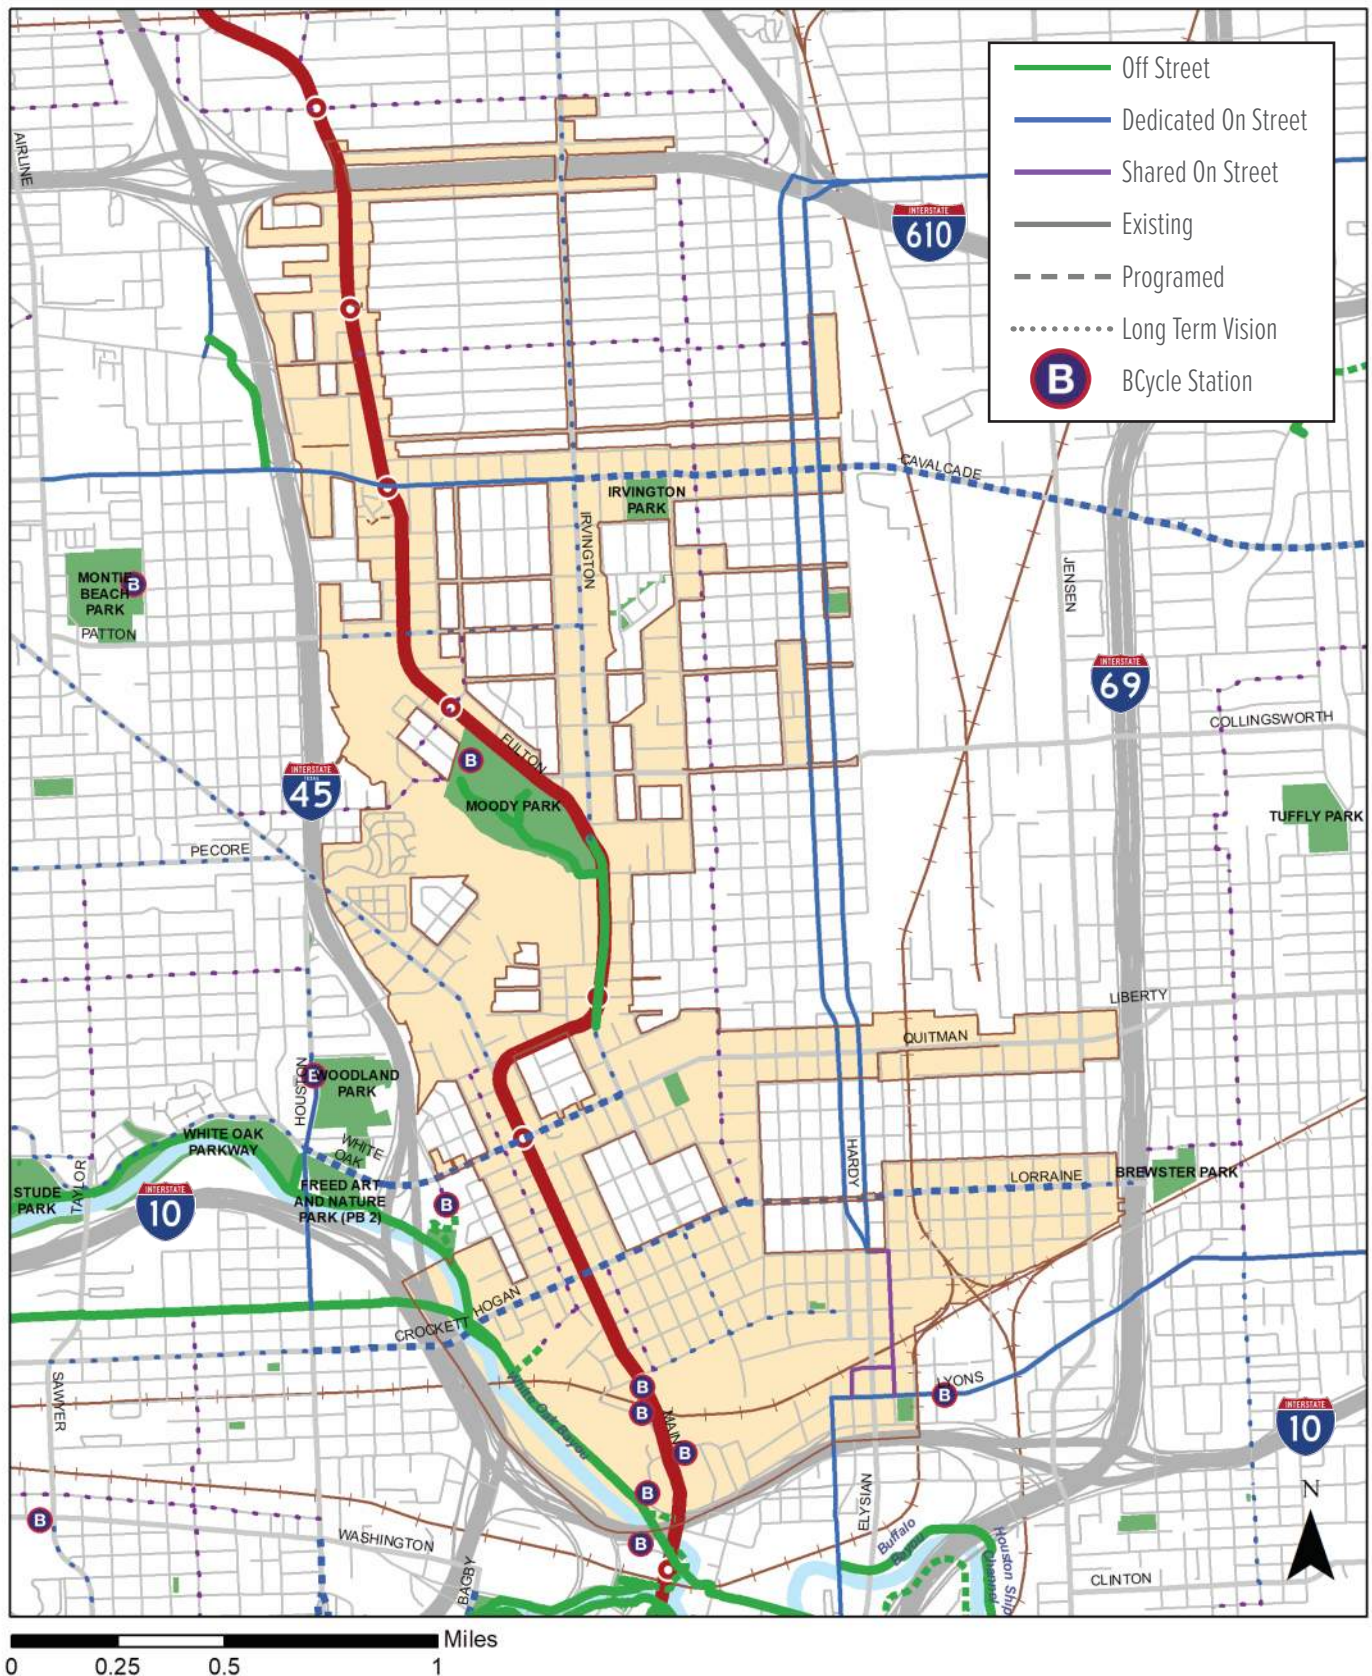 Off Street
Dedicated On Street
Shared On Street
Existing
Programed
Long Term Vision
B
BCycle Station
AIRLINE
INTERSTATE
610
CAVALCADE
IRVINGTON
PARK
IRVINGTON
JENSEN
MONTIE
BEACH
PARK
B
PATTON
INTERSTATE
69
COLLINGSWORTH
FULTON
B
INTERSTATE
TEXAS
45
MOODY PARK
TUFFLY PARK
PECORE
LIBERTY
QUITMAN
HOUSTON
B
WOODLAND
PARK
WHITE OAK
PARKWAY
WHITE
OAK
HARDY
LORRAINE
BREWSTER PARK
STUDE
PARK
TAYLOR
INTERSTATE
10
FREED ART
AND NATURE
PARK (PB 2)
B
HOGAN
CROCKETT
SAWYER
White Oak Bayou
B
B
MAIN
B
B
B
LYONS
B
INTERSTATE
10
N
B
WASHINGTON
BAGBY
ELYSIAN
Buffalo
Bayou
Houston Ship
Channel
CLINTON
Miles
0
0.25
0.5
1